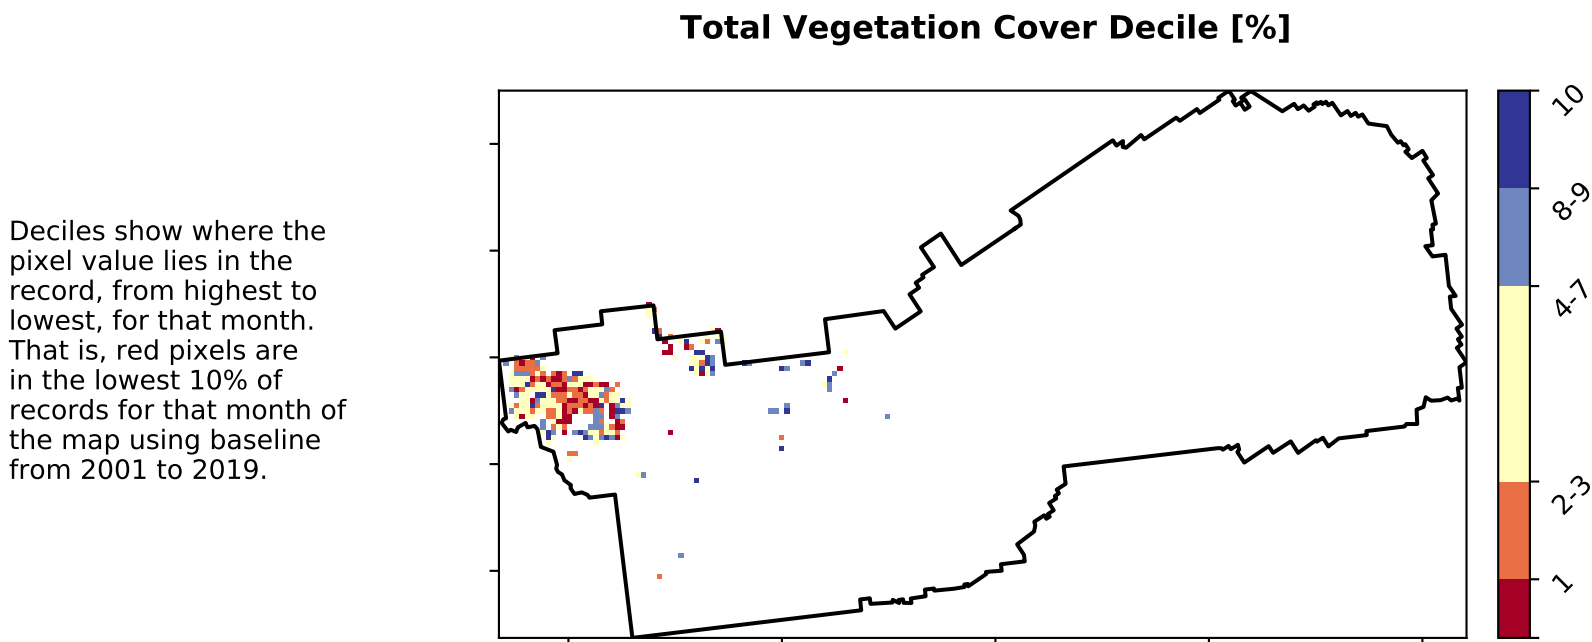 Total Vegetation Cover Decile [%]
Deciles show where the
pixel value lies in the
record, from highest to
lowest, for that month.
That is, red pixels are
in the lowest 10% of
records for that month of
the map using baseline
from 2001 to 2019.
10
8-9
4-7
2-3
1